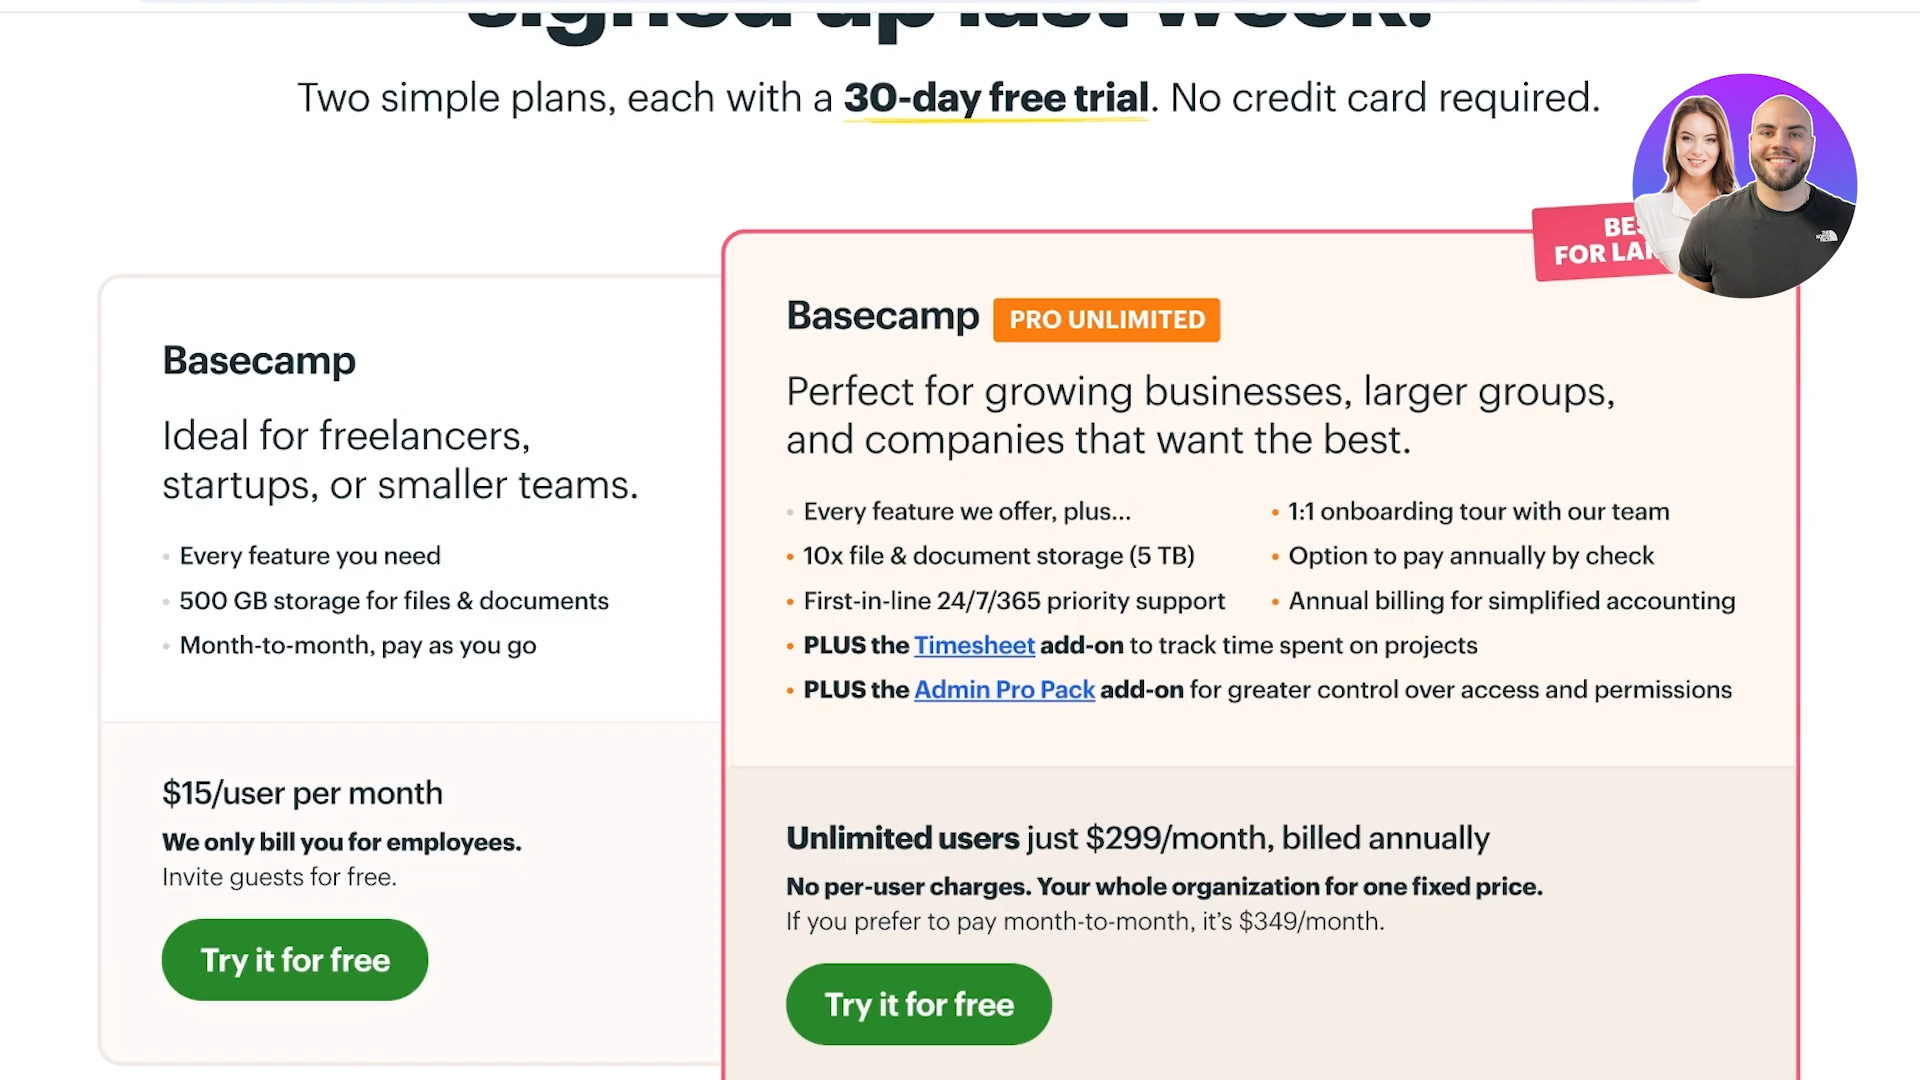 signed up last week.
Two simple plans, each with a 30-day free trial. No credit card required.
Basecamp
Ideal for freelancers,
startups, or smaller teams.
• Every feature you need
• 500 GB storage for files & documents
• Month-to-month, pay as you go
$15/user per month
We only bill you for employees.
Invite guests for free.
Try it for free
FOR
Basecamp PRO UNLIMITED
Perfect for growing businesses, larger groups,
and companies that want the best.
• Every feature we offer, plus...
• 10x file & document storage (5 TB)
• First-in-line 24/7/365 priority support
• 1:1 onboarding tour with our team
• Option to pay annually by check
• Annual billing for simplified accounting
• PLUS the Timesheet add-on to track time spent on projects
• PLUS the Admin Pro Pack add-on for greater control over access and permissions
Unlimited users just $299/month, billed annually
No per-user charges. Your whole organization for one fixed price.
If you prefer to pay month-to-month, it’s $349/month.
Try it for free